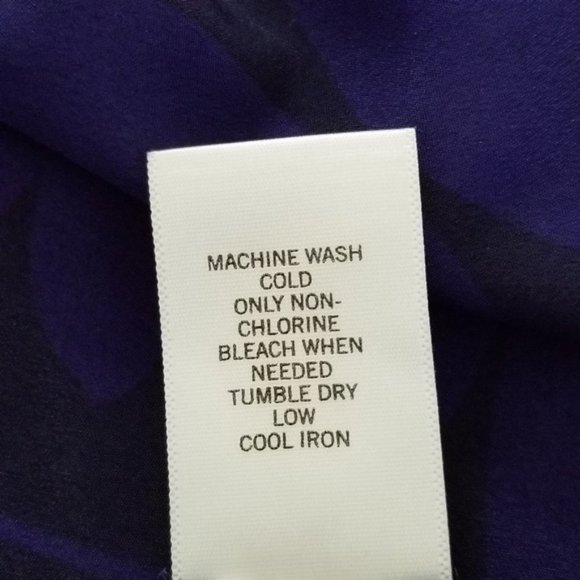 MACHINE WASH
COLD
ONLY NON-
CHLORINE
BLEACH WHEN
NEEDED
TUMBLE DRY
LOW
COOL IRON